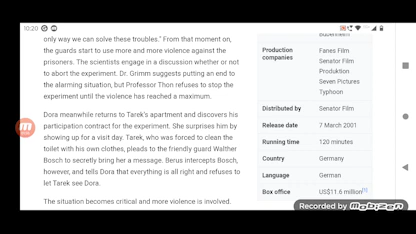 10:20
only way we can solve these troubles." From that moment on,
the guards start to use more and more violence against the
prisoners. The scientists engage in a discussion whether or not
to abort the experiment. Dr. Grimm suggests putting an end to
the alarming situation, but Professor Thon refuses to stop the
experiment until the violence has reached a maximum.
Dora meanwhile returns to Tarek's apartment and discovers his
participation contract for the experiment. She surprises him by
showing up for a visit day. Tarek, who was forced to clean the
toilet with his own clothes, pleads to the friendly guard Walther
Bosch to secretly bring her a message. Berus intercepts Bosch,
however, and tells Dora that everything is all right and refuses to
let Tarek see Dora.
The situation becomes critical and more violence is involved.
Production companies
Fanes Film
Senator Film
Produktion
Seven Pictures
Typhoon
Distributed by Senator Film
Release date 7 March 2001
Running time 120 minutes
Country Germany
Language German
Box office US$11.6 million[1]
Recorded by Mobizen